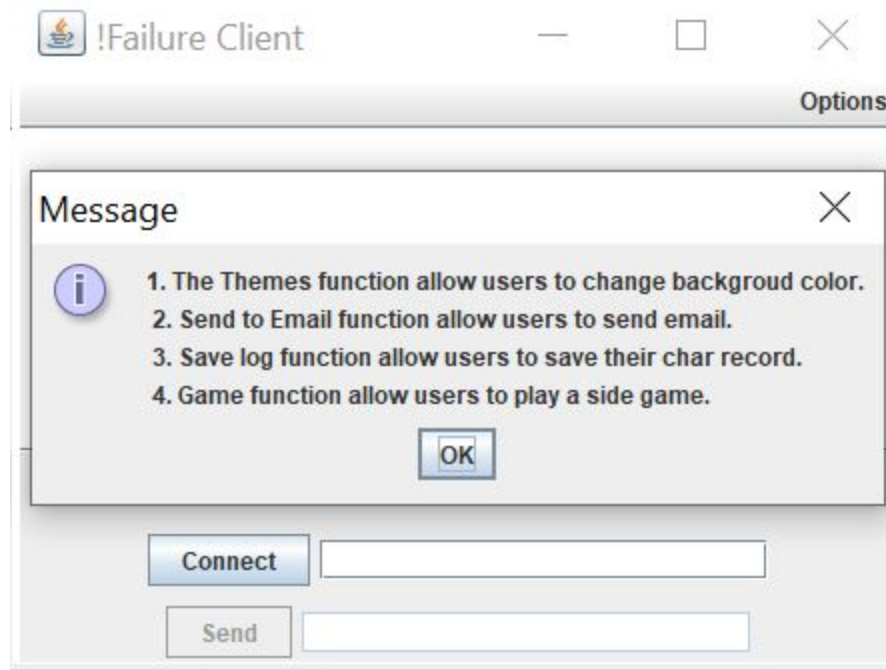 !Failure Client
Options
Message
1. The Themes function allow users to change backgroud color.
2. Send to Email function allow users to send email.
3. Save log function allow users to save their char record.
4. Game function allow users to play a side game.
OK
Connect
Send